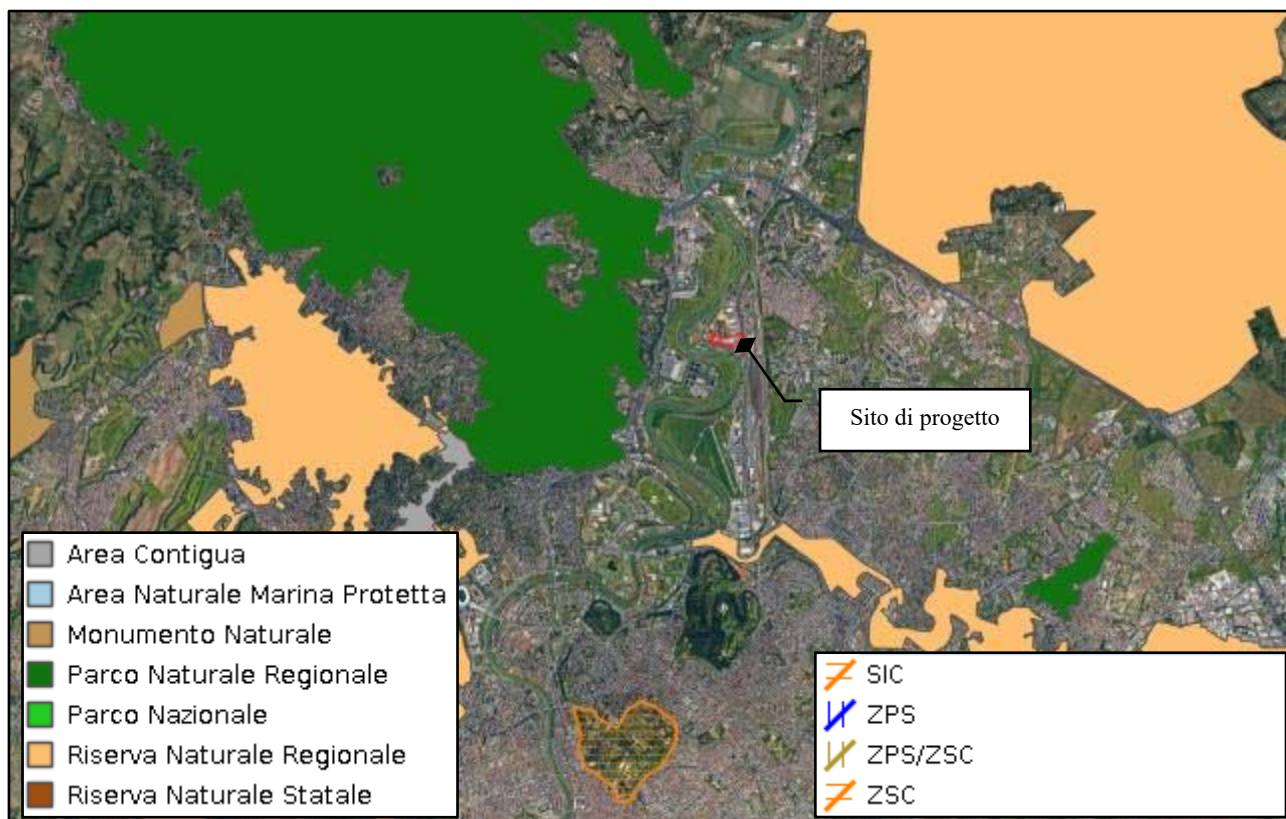 Sito di progetto
Area Contigua
Area Naturale Marina Protetta
Monumento Naturale
Parco Naturale Regionale
Parco Nazionale
Riserva Naturale Regionale
Riserva Naturale Statale
SIC
ZPS
ZPS/ZSC
ZSC